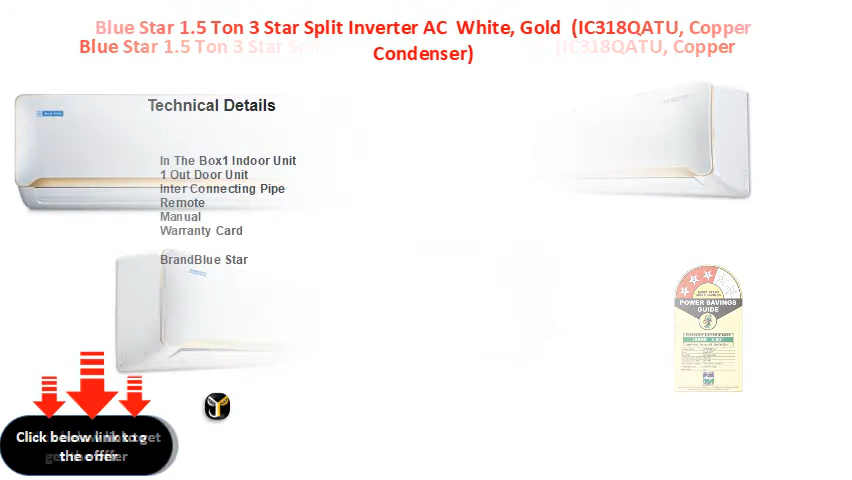 Blue Star 1.5 Ton 3 Star Split Inverter AC White, Gold (IC318QATU, Copper
Condenser)
Technical Details
In The Box1 Indoor Unit
1 Out Door Unit
Inter Connecting Pipe
Remote
Manual
Warranty Card
BrandBlue Star
POWER SAVINGS
GUIDE
Click below link to get
the offer